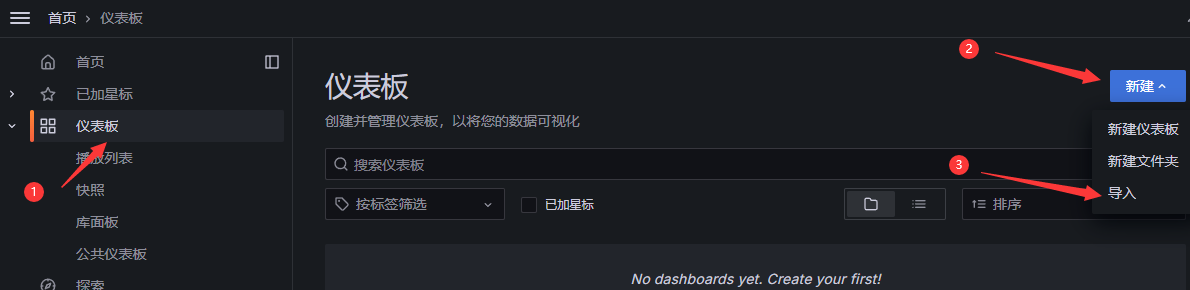 首页 › 仪表板
首页
已加星标
仪表板
播放列表
快照
库面板
公共仪表板
探索
1
仪表板
创建并管理仪表板，以将您的数据可视化
搜索仪表板
按标签筛选
已加星标
排序
No dashboards yet. Create your first!
2
新建
新建仪表板
新建文件夹
3
导入